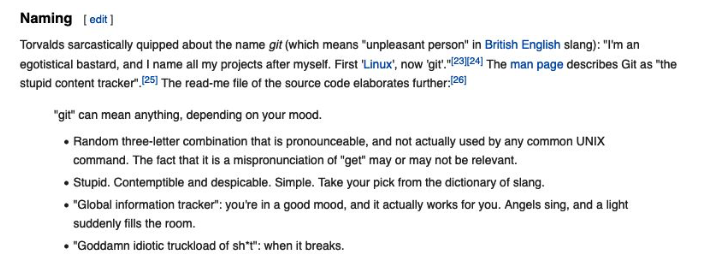 Naming [ edit ]
Torvalds sarcastically quipped about the name git (which means "unpleasant person" in British English slang): "I'm an
egotistical bastard, and I name all my projects after myself. First 'Linux', now 'git'."[23][24] The man page describes Git as "the
stupid content tracker".[25] The read-me file of the source code elaborates further:[26]
"git" can mean anything, depending on your mood.
• Random three-letter combination that is pronounceable, and not actually used by any common UNIX
command. The fact that it is a mispronunciation of "get" may or may not be relevant.
• Stupid. Contemptible and despicable. Simple. Take your pick from the dictionary of slang.
• "Global information tracker": you're in a good mood, and it actually works for you. Angels sing, and a light
suddenly fills the room.
• "Goddamn idiotic truckload of sh*t": when it breaks.